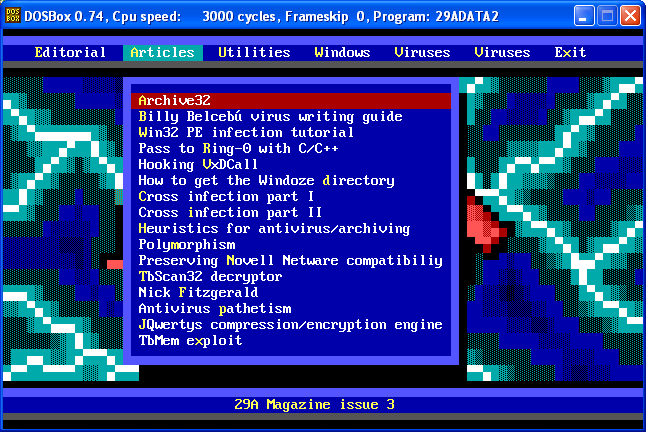 DOSBox 0.74, Cpu speed: 3000 cycles, Frameskip 0, Program: 29ADATA2
Editorial Articles Utilities Windows Viruses Viruses Exit
Archive32
Billy Belcebú virus writing guide
Win32 PE infection tutorial
Pass to Ring-0 with C/C++
Hooking VxDCall
How to get the Windoze directory
Cross infection part I
Cross infection part II
Heuristics for antivirus/archiving
Polymorphism
Preserving Novell Netware compatibiliy
TbScan32 decryptor
Nick Fitzgerald
Antivirus pathetism
JQwertys compression/encryption engine
TbMem exploit
29A Magazine issue 3